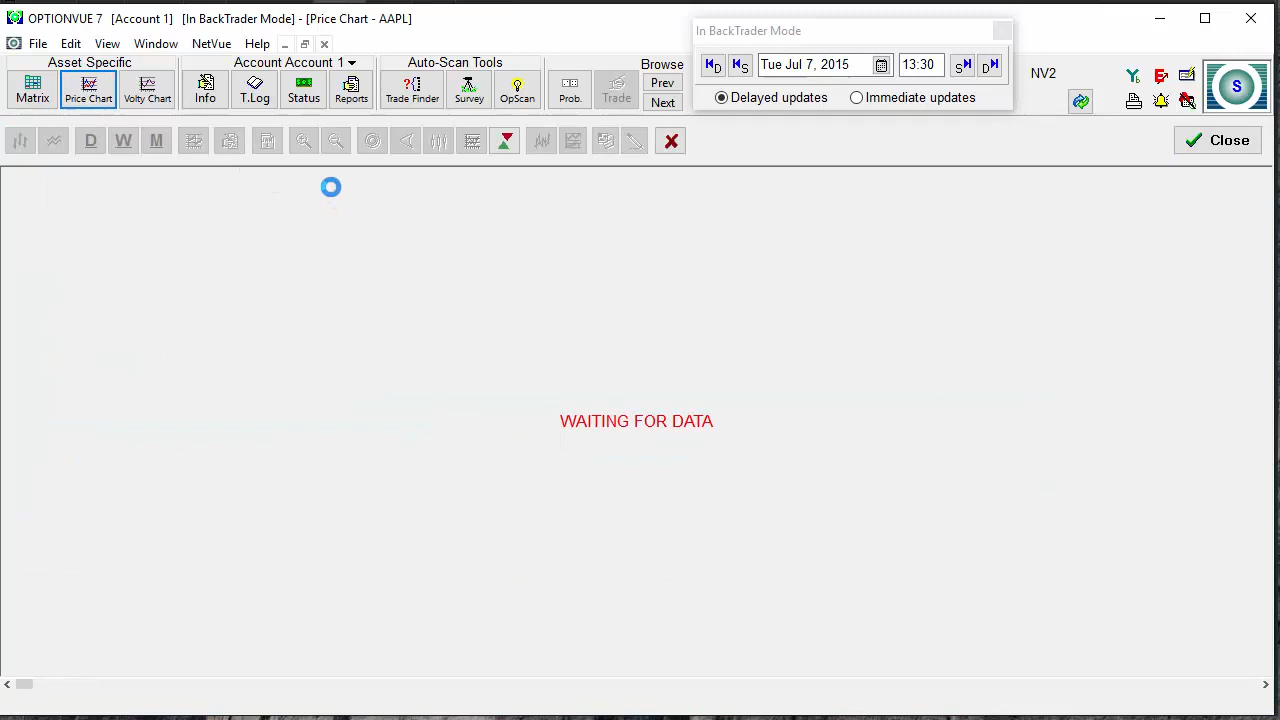 OPTIONVUE 7 [Account 1] [In BackTrader Mode] - [Price Chart - AAPL]
File Edit View Window NetVue Help
In BackTrader Mode
D S Tue Jul 7, 2015 13:30 S D
Delayed updates Immediate updates
Asset Specific Account Account 1 Auto-Scan Tools Browse
Matrix Price Chart Volty Chart Info T.Log Status Reports Trade Finder Survey OpScan Prob. Trade
Prev
Next
NV2
S
D W M
Close
WAITING FOR DATA